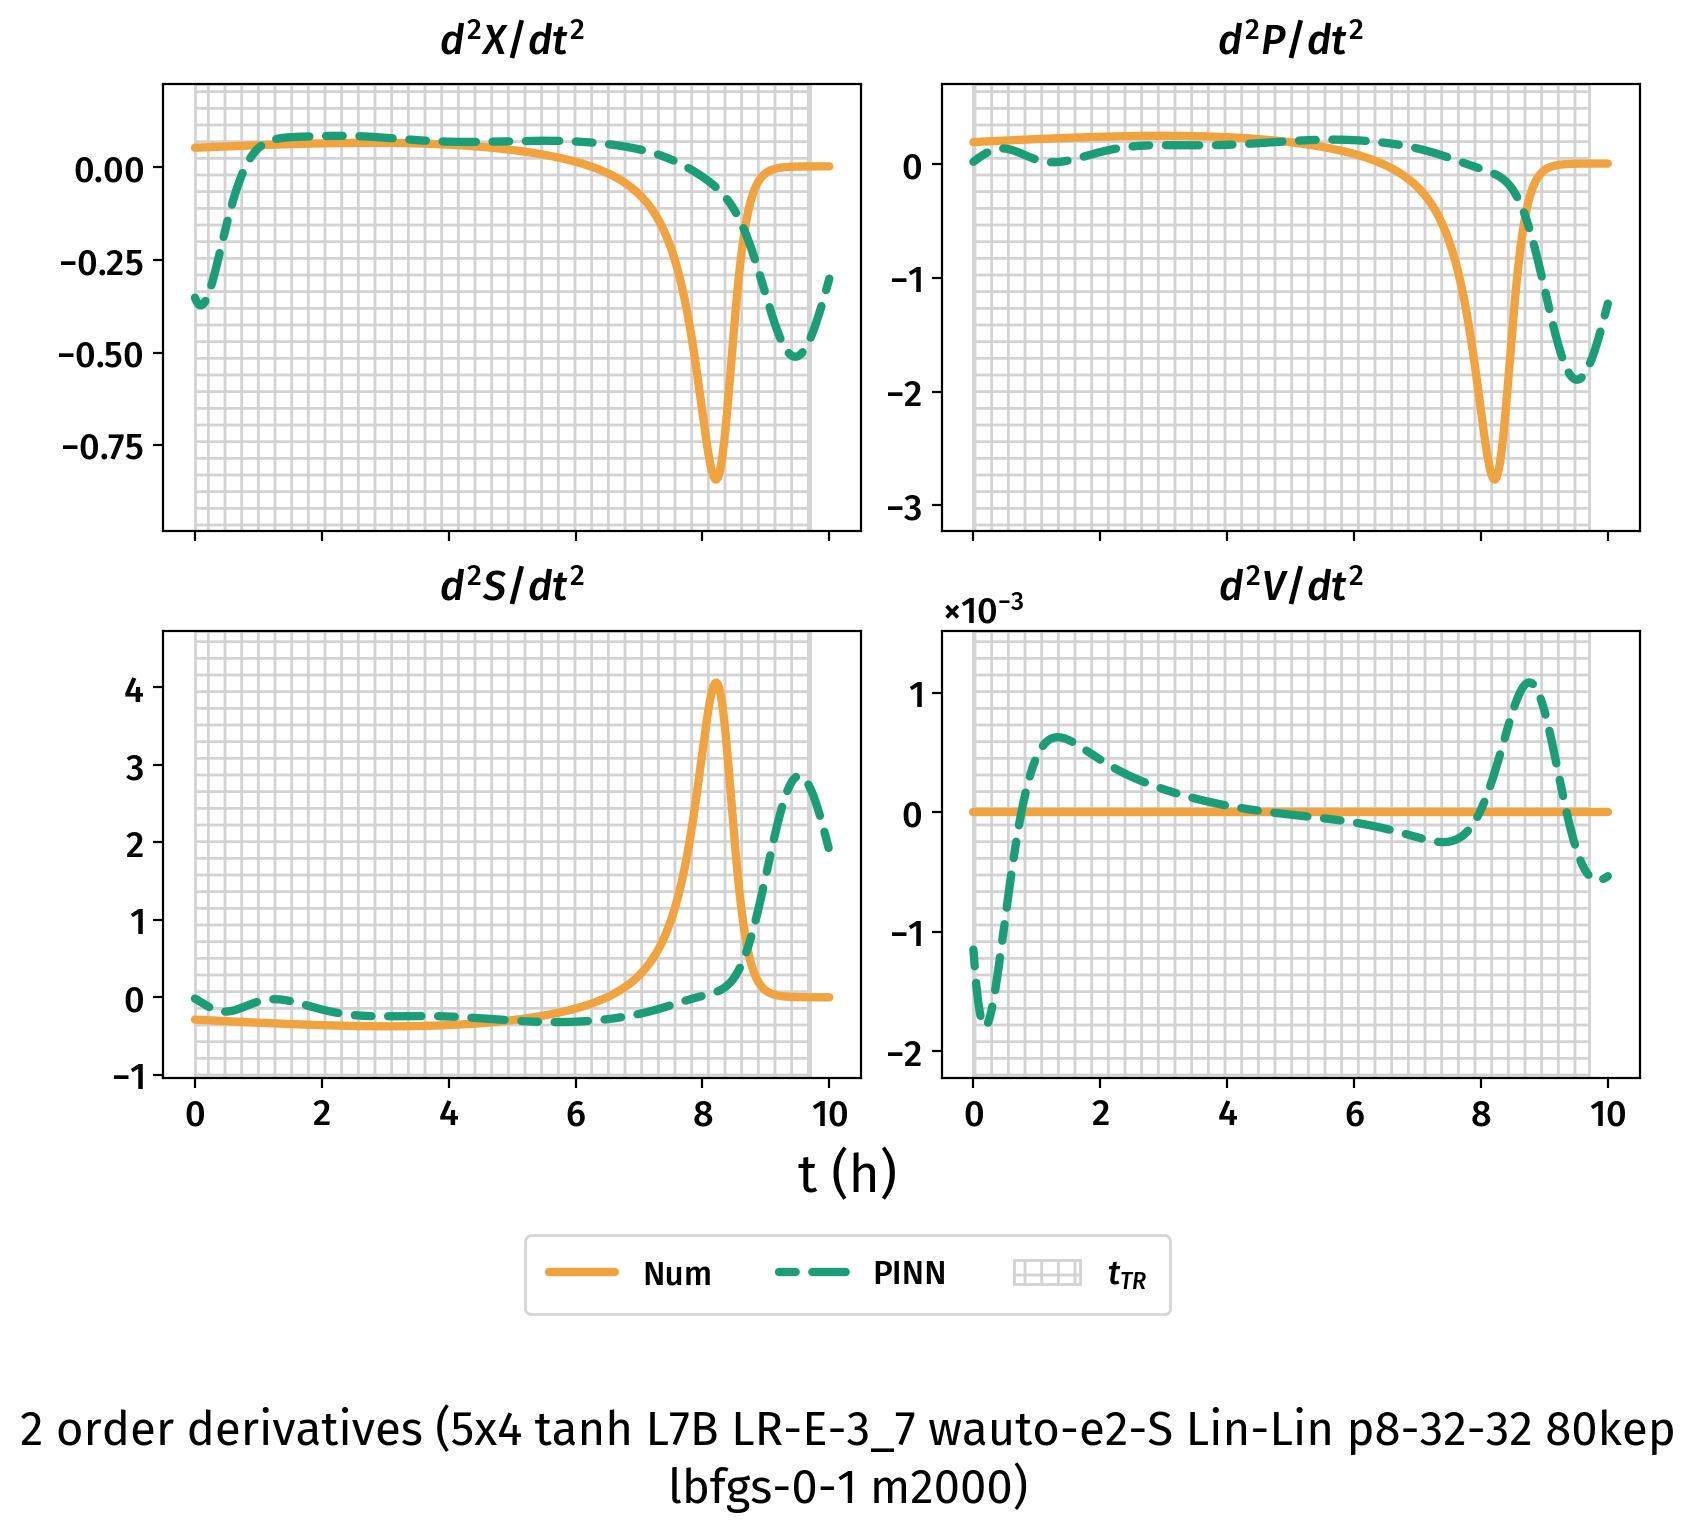 d²X/dt²
d²P/dt²
0.00
−0.25
−0.50
−0.75
0
−1
−2
−3
d²S/dt²
d²V/dt²
×10⁻³
4
3
2
1
0
−1
1
0
−1
−2
0 2 4 6 8 10
0 2 4 6 8 10
t (h)
Num PINN t_TR
2 order derivatives (5x4 tanh L7B LR-E-3_7 wauto-e2-S Lin-Lin p8-32-32 80kep
lbfgs-0-1 m2000)